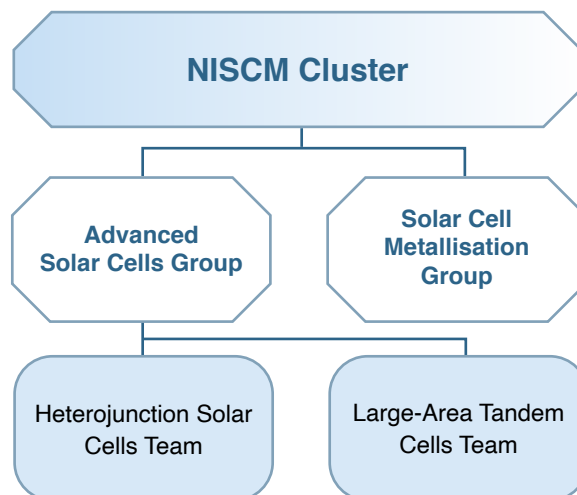 NISCM Cluster
Advanced
Solar Cells Group
Solar Cell
Metallisation
Group
Heterojunction Solar
Cells Team
Large-Area Tandem
Cells Team